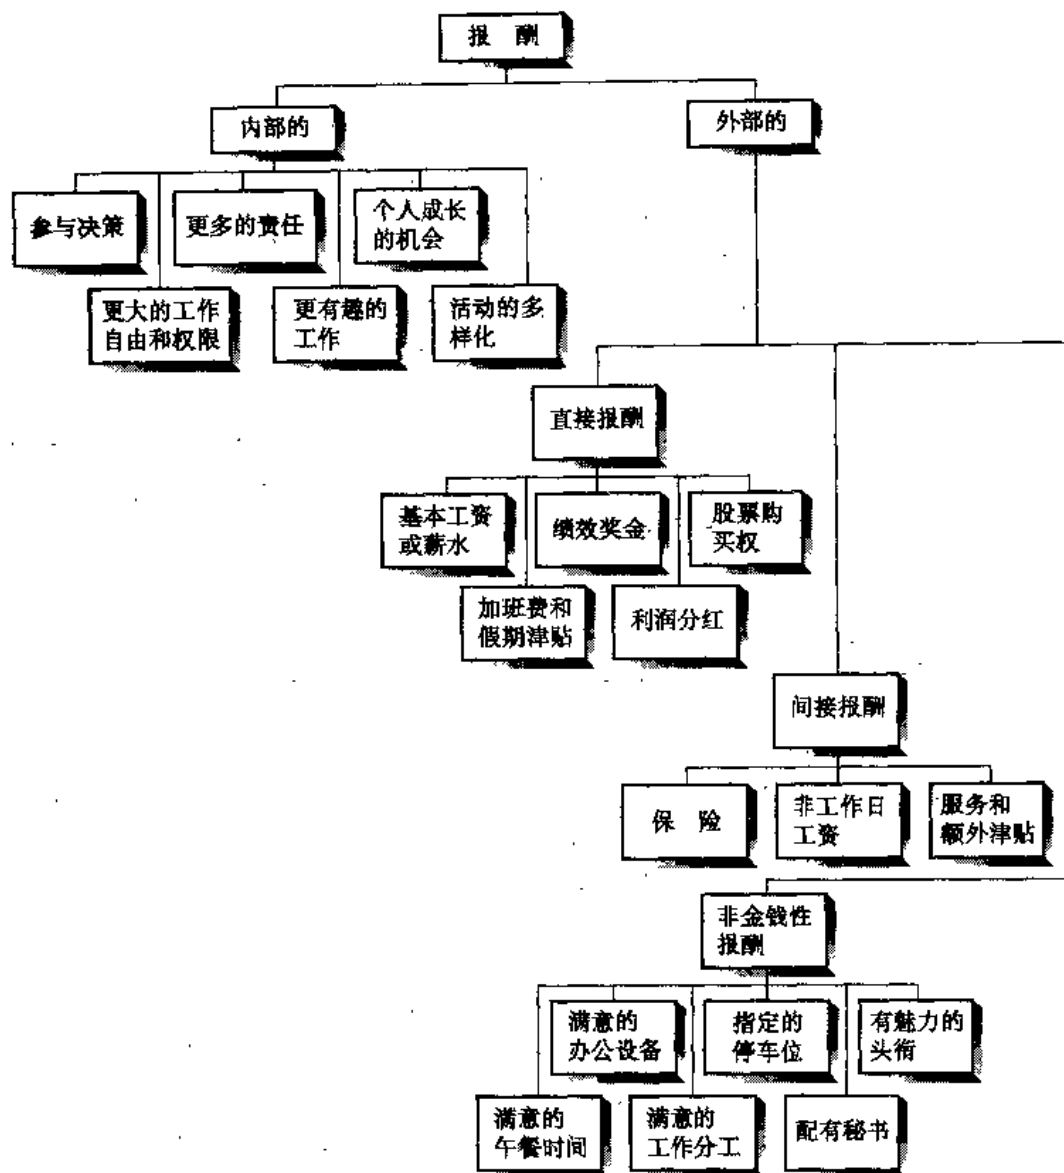 报 酬
内部的
外部的
参与决策
更多的责任
个人成长
的机会
更大的工作
自由和权限
更有趣的
工作
活动的多
样化
直接报酬
基本工资
或薪水
绩效奖金
股票购
买权
加班费和
假期津贴
利润分红
间接报酬
保 险
非工作日
工资
服务和
额外津贴
非金钱性
报酬
满意的
办公设备
指定的
停车位
有魅力的
头衔
满意的
午餐时间
满意的
工作分工
配有秘书